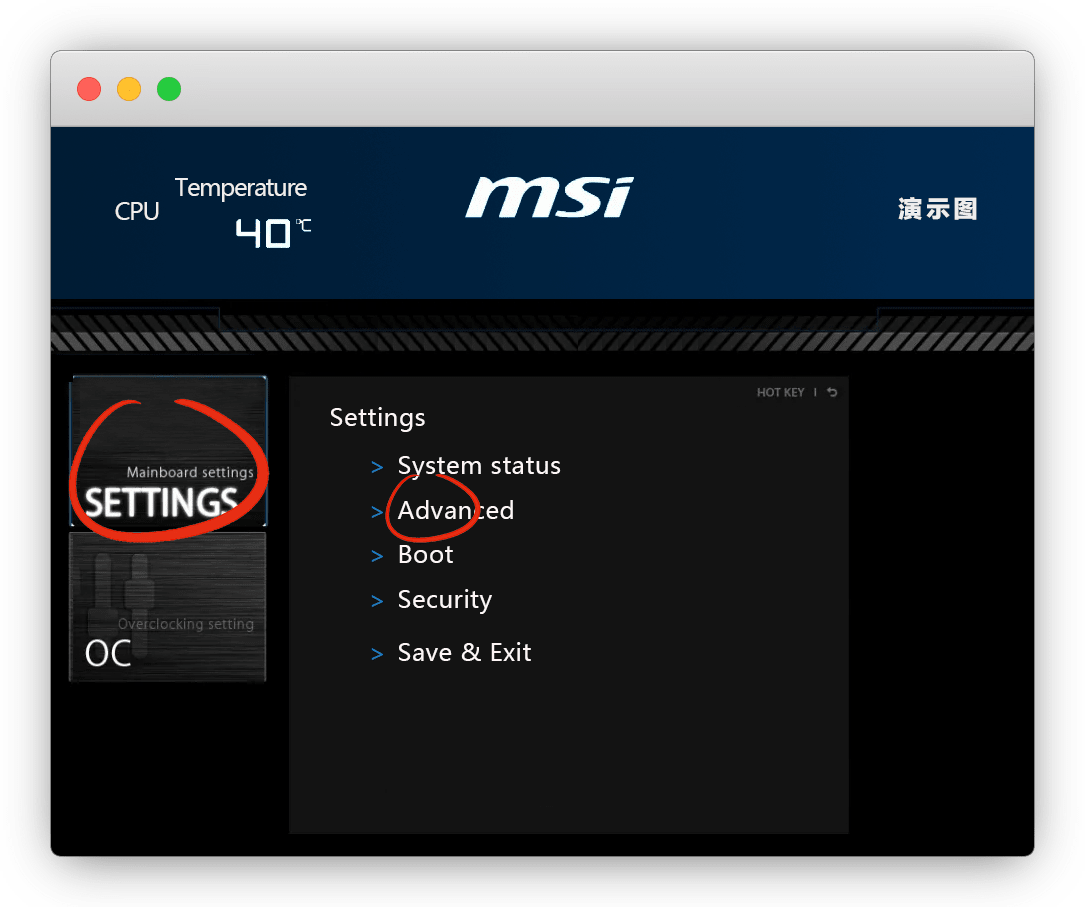 Temperature
CPU
40℃
msi
演示图
HOT KEY |
Settings
Mainboard settings
SETTINGS
> System status
> Advanced
> Boot
> Security
> Save & Exit
Overclocking setting
OC